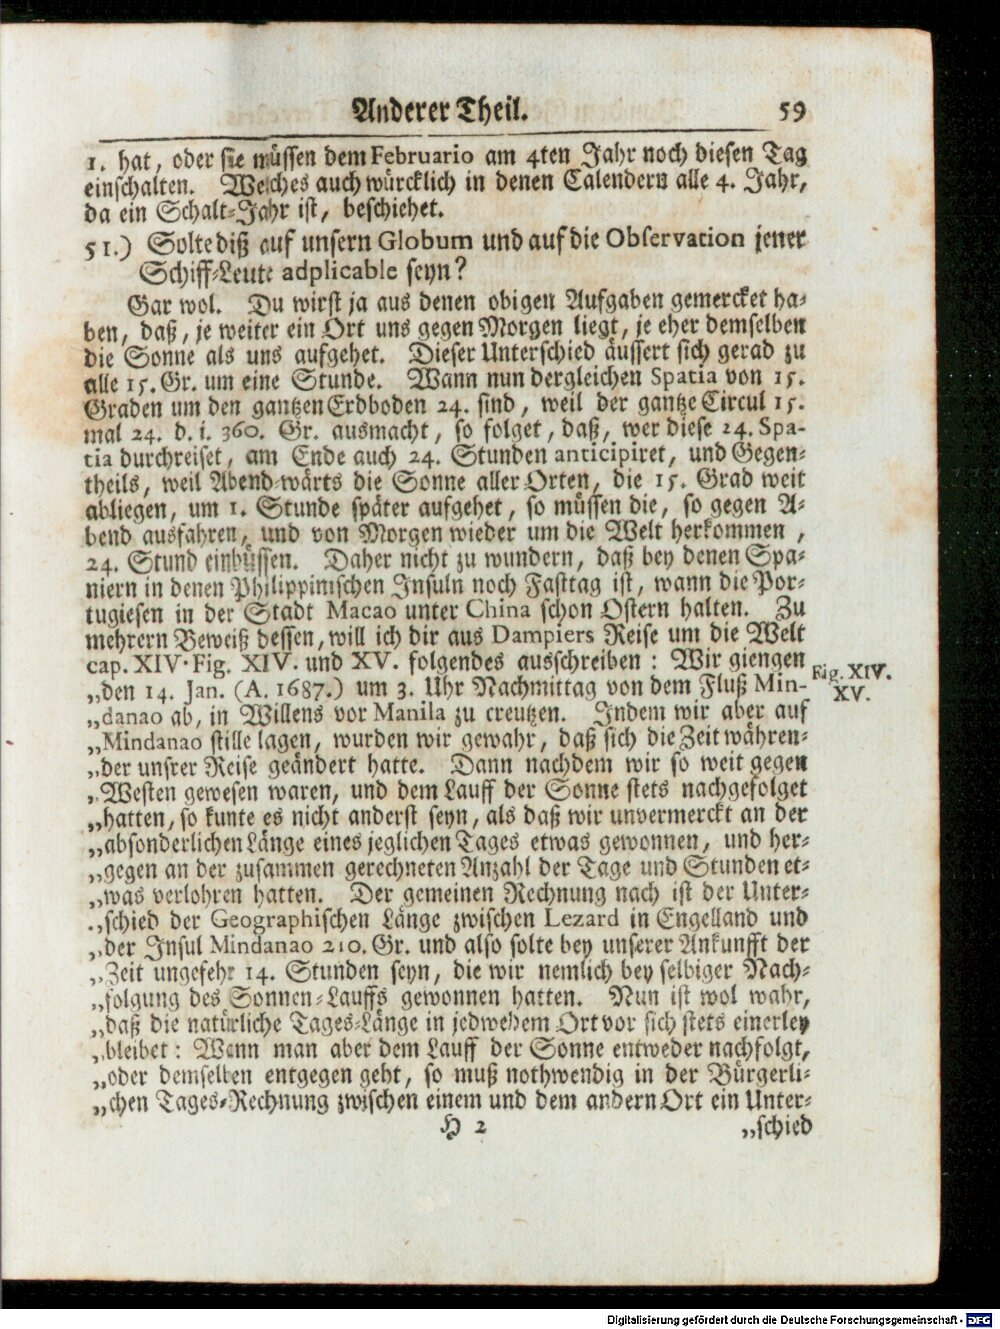 Anderer Theil. 59
1. hat, oder sie müssen dem Februario am 4ten Jahr noch diesen Tag
einschalten. Welches auch würcklich in denen Calendern alle 4. Jahr,
da ein Schalt-Jahr ist, beschiehet.
51.) Solte diß auf unsern Globum und auf die Observation jener
Schiff-Leute adplicable seyn?
Gar wol. Du wirst ja aus denen obigen Aufgaben gemercket ha-
ben, daß, je weiter ein Ort uns gegen Morgen liegt, je eher demselben
die Sonne als uns aufgehet. Dieser Unterschied äussert sich gerad zu
alle 15. Gr. um eine Stunde. Wann nun dergleichen Spatia von 15.
Graden um den gantzen Erdboden 24. sind, weil der gantze Circul 15.
mal 24. d. i. 360. Gr. ausmacht, so folget, daß, wer diese 24. Spa-
tia durchreiset, am Ende auch 24. Stunden anticipiret, und Gegen-
theils, weil Abend-wärts die Sonne aller Orten, die 15. Grad weit
abliegen, um 1. Stunde später aufgehet, so müssen die, so gegen A-
bend ausfahren, und von Morgen wieder um die Welt herkommen,
24. Stund einbüssen. Daher nicht zu wundern, daß bey denen Spa-
niern in denen Philippinischen Insuln noch Fasttag ist, wann die Por-
tugiesen in der Stadt Macao unter China schon Ostern halten. Zu
mehrern Beweiß dessen, will ich dir aus Dampiers Reise um die Welt
cap. XIV. Fig. XIV. und XV. folgendes ausschreiben: Wir giengen
Fig. XIV.
XV.
„den 14. Jan. (A. 1687.) um 3. Uhr Nachmittag von dem Fluß Min-
„danao ab, in Willens vor Manila zu creutzen. Indem wir aber auf
„Mindanao stille lagen, wurden wir gewahr, daß sich die Zeit währen-
„der unsrer Reise geändert hatte. Dann nachdem wir so weit gegen
„Westen gewesen waren, und dem Lauff der Sonne stets nachgefolget
„hatten, so kunte es nicht anderst seyn, als daß wir unvermerckt an der
„absonderlichen Länge eines jeglichen Tages etwas gewonnen, und her-
„gegen an der zusammen gerechneten Anzahl der Tage und Stunden et-
„was verlohren hatten. Der gemeinen Rechnung nach ist der Unter-
„schied der Geographischen Länge zwischen Lezard in Engelland und
„der Insul Mindanao 210. Gr. und also solte bey unserer Ankunfft der
„Zeit ungefehr 14. Stunden seyn, die wir nemlich bey selbiger Nach-
„folgung des Sonnen-Lauffs gewonnen hatten. Nun ist wol wahr,
„daß die natürliche Tages-Länge in jedwedem Ort vor sich stets einerley
„bleibet: Wann man aber dem Lauff der Sonne entweder nachfolgt,
„oder demselben entgegen geht, so muß nothwendig in der Bürgerli-
„chen Tages-Rechnung zwischen einem und dem andern Ort ein Unter-
H 2 „schied
Digitalisierung gefördert durch die Deutsche Forschungsgemeinschaft - DFG